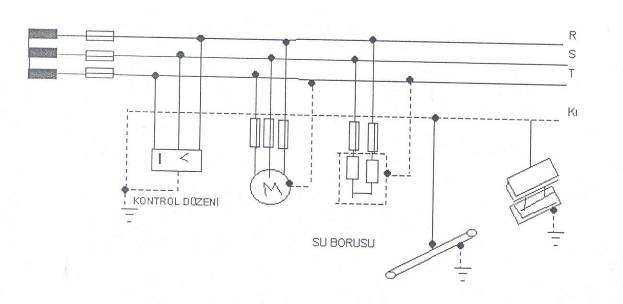 R
S
T
Kı
I <
M
KONTROL DÜZENİ
SU BORUSU